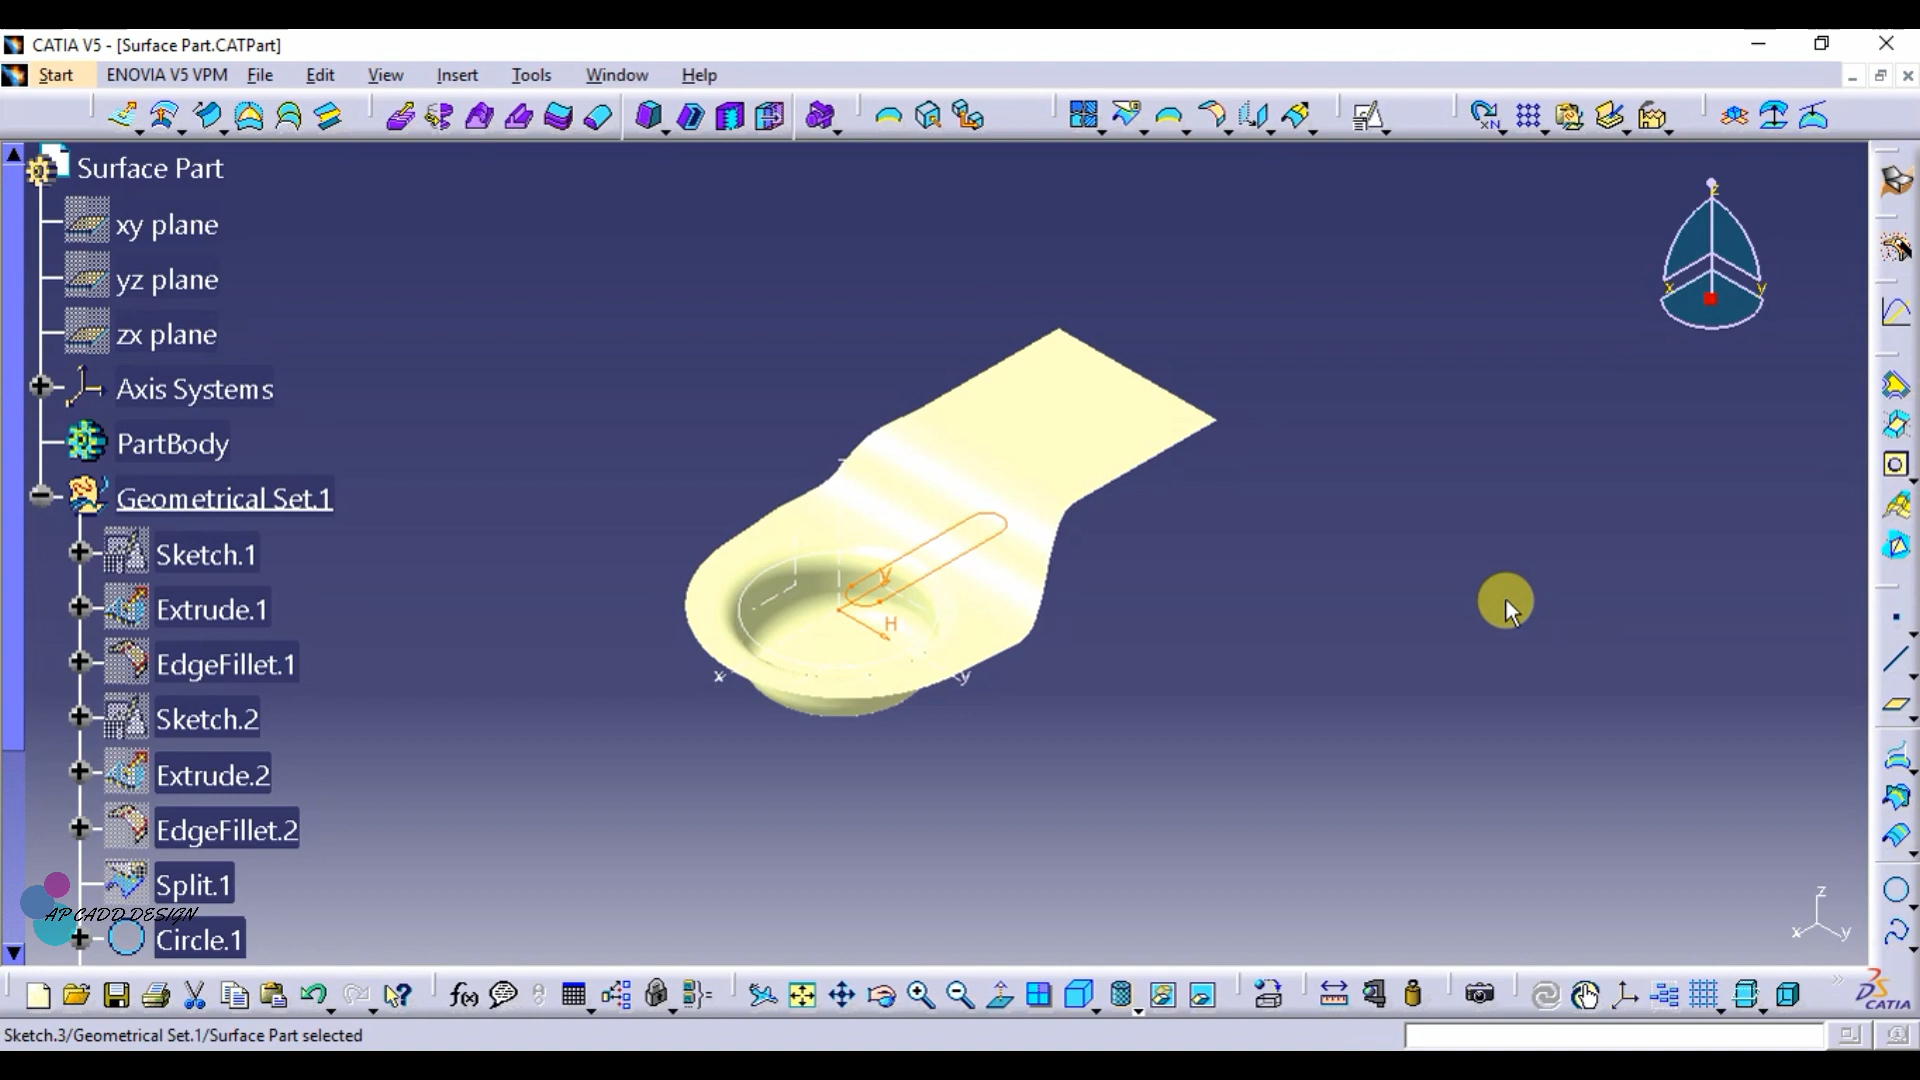 CATIA V5 - [Surface Part.CATPart]
Start ENOVIA V5 VPM File Edit View Insert Tools Window Help
Surface Part
xy plane
yz plane
zx plane
Axis Systems
PartBody
Geometrical Set.1
Sketch.1
Extrude.1
EdgeFillet.1
Sketch.2
Extrude.2
EdgeFillet.2
Split.1
AP CADD DESIGN
Circle.1
z
x
y
V
H
x
y
z
x
y
f(x)
XN
CATIA
Sketch.3/Geometrical Set.1/Surface Part selected